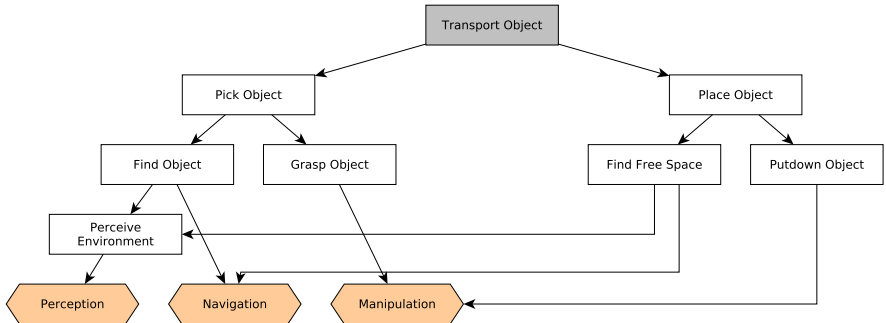 Transport Object
Pick Object
Place Object
Find Object
Grasp Object
Find Free Space
Putdown Object
Perceive
Environment
Perception
Navigation
Manipulation